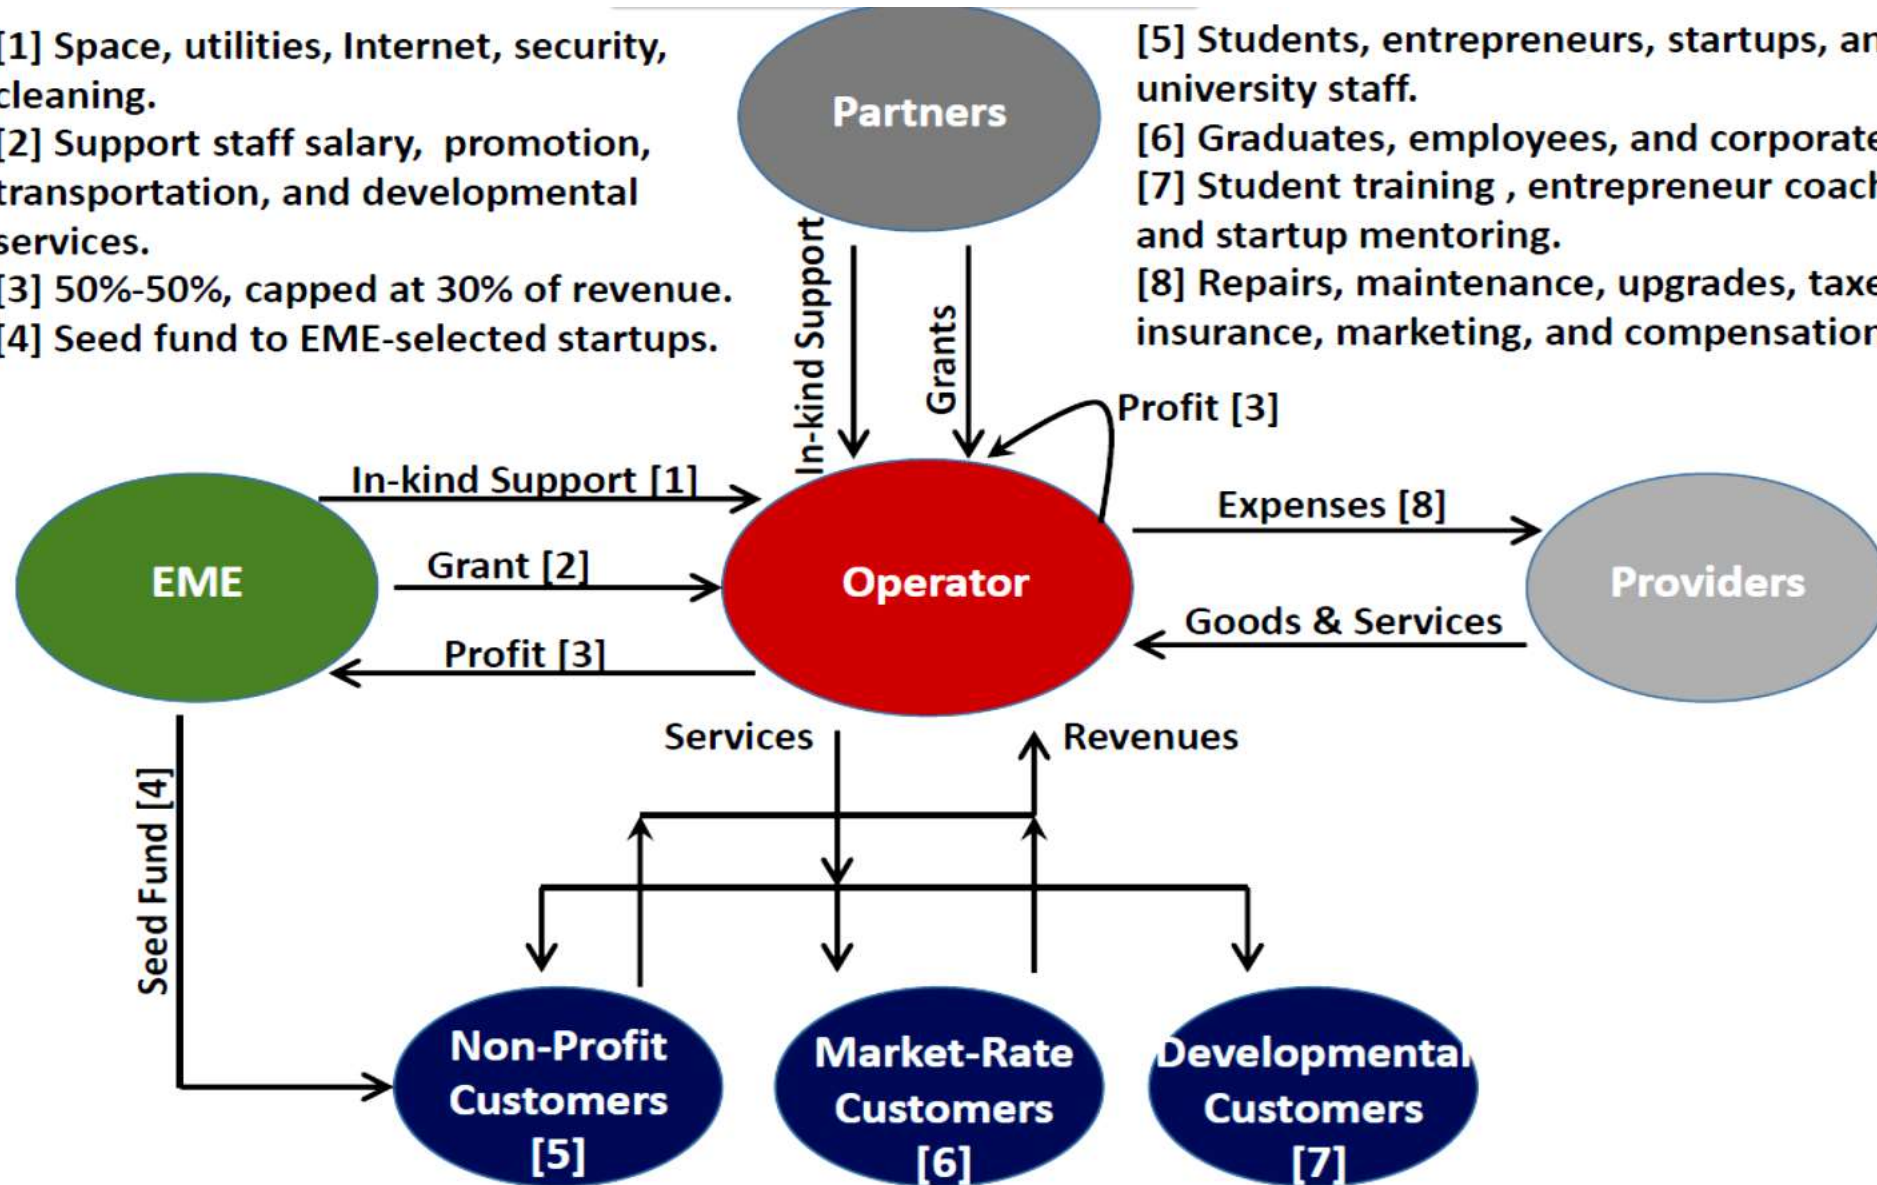 [1] Space, utilities, Internet, security,
cleaning.
[2] Support staff salary, promotion,
transportation, and developmental
services.
[3] 50%-50%, capped at 30% of revenue.
[4] Seed fund to EME-selected startups.
Partners
[5] Students, entrepreneurs, startups, an
university staff.
[6] Graduates, employees, and corporate
[7] Student training , entrepreneur coach
and startup mentoring.
[8] Repairs, maintenance, upgrades, taxe
insurance, marketing, and compensation
In-kind Support
Grants
Profit [3]
In-kind Support [1]
Expenses [8]
EME
Grant [2]
Operator
Providers
Profit [3]
Goods & Services
Services
Revenues
Seed Fund [4]
Non-Profit
Customers
[5]
Market-Rate
Customers
[6]
Developmental
Customers
[7]